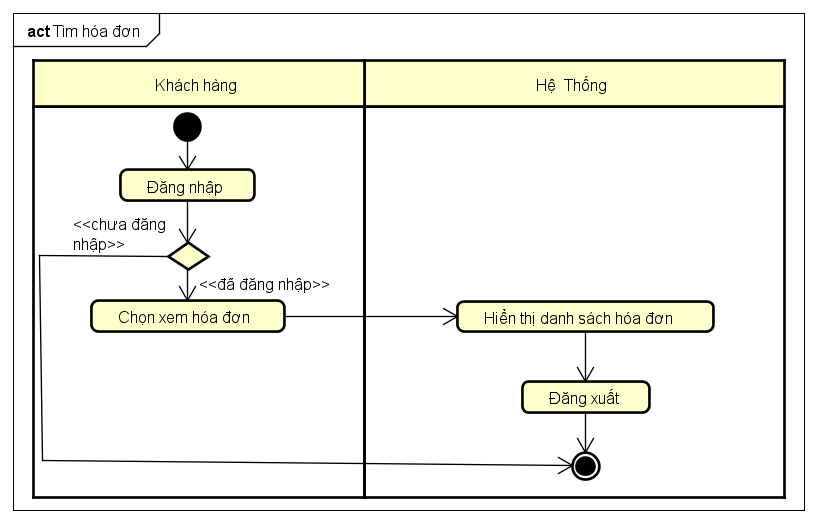 act Tìm hóa đơn
Khách hàng
Hệ Thống
Đăng nhập
<<chưa đăng
nhập>>
<<đã đăng nhập>>
Chọn xem hóa đơn
Hiển thị danh sách hóa đơn
Đăng xuất